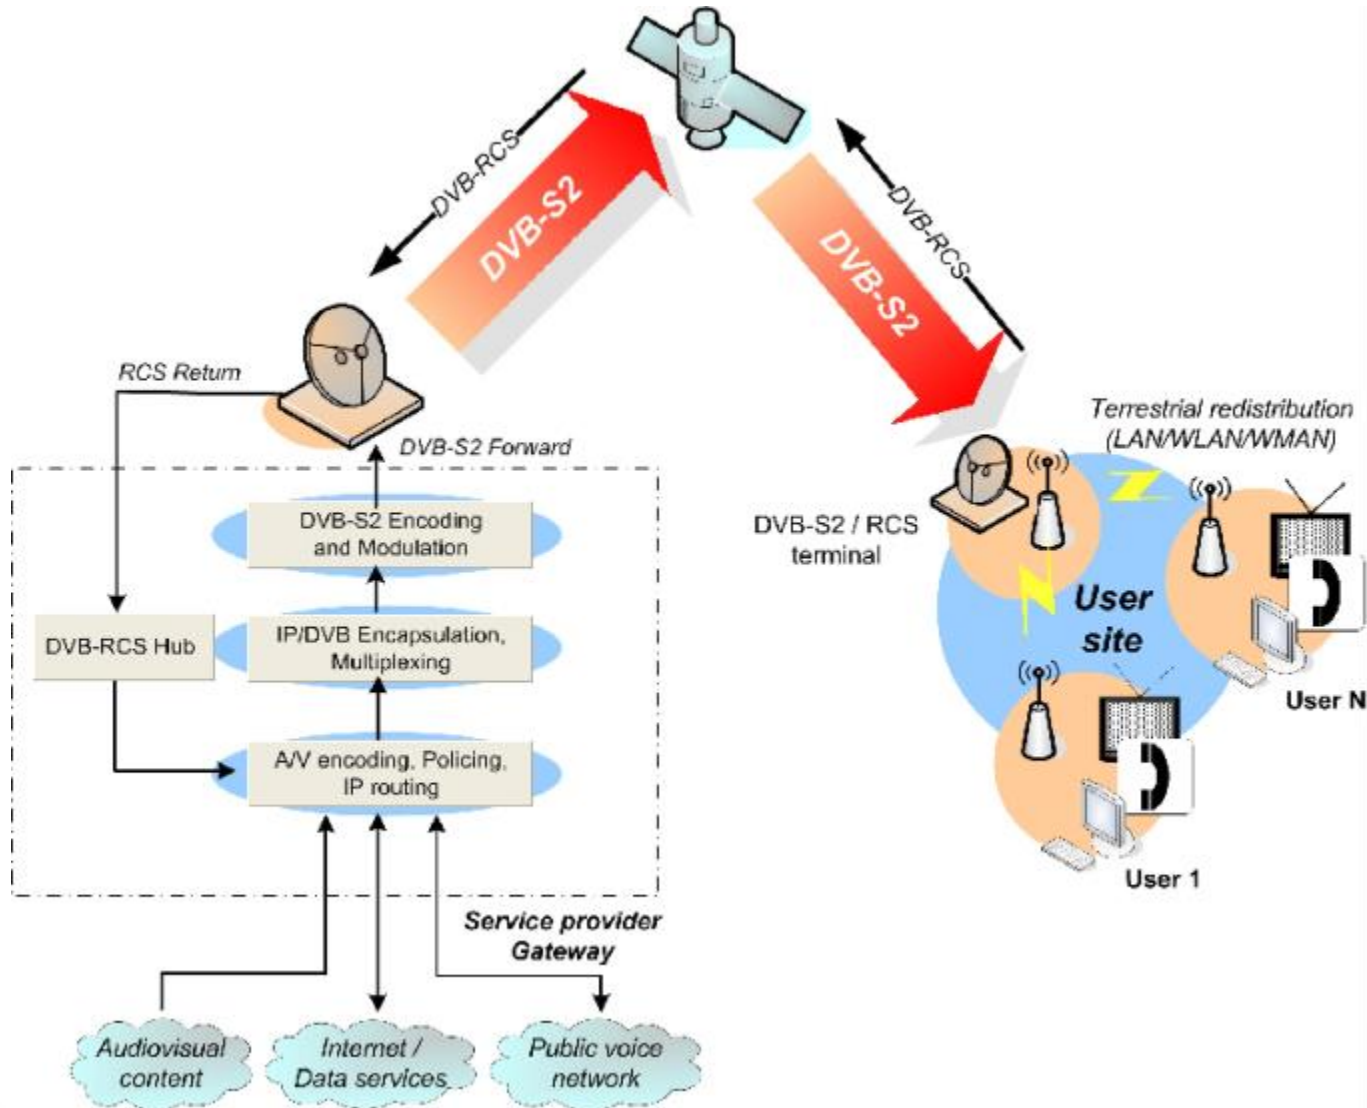 DVB-RCS
DVB-S2
DVB-RCS
DVB-S2
RCS Return
DVB-S2 Forward
Terrestrial redistribution
(LAN/WLAN/WMAN)
DVB-S2 Encoding
and Modulation
DVB-S2 / RCS
terminal
DVB-RCS Hub
IP/DVB Encapsulation,
Multiplexing
User
site
User N
A/V encoding, Policing,
IP routing
User 1
Service provider
Gateway
Audiovisual
content
Internet /
Data services
Public voice
network